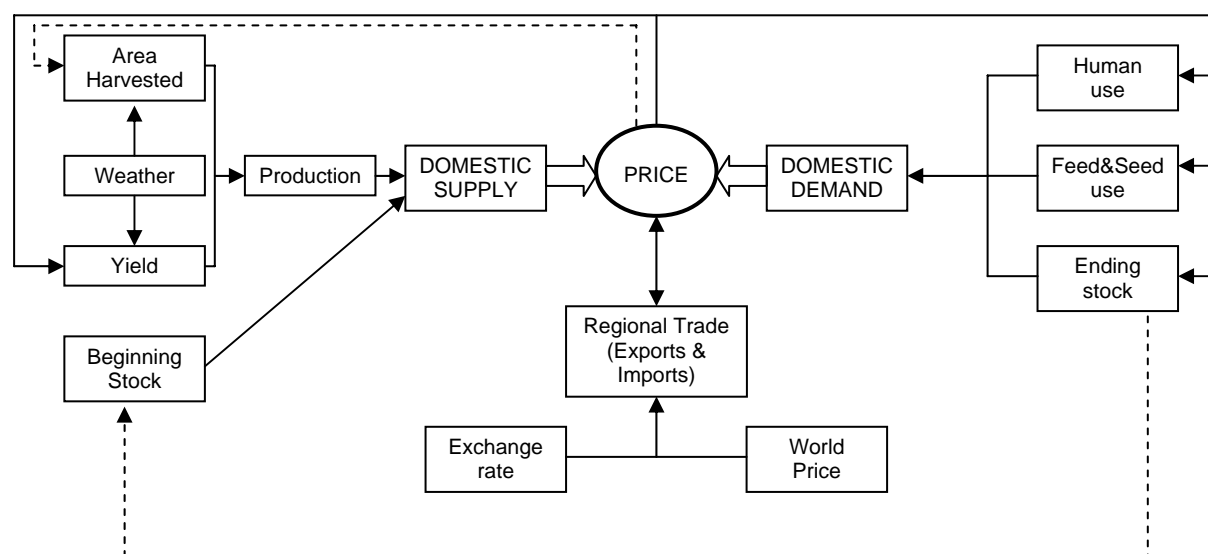 Area
Harvested
Weather
Yield
Beginning
Stock
Production
DOMESTIC
SUPPLY
PRICE
DOMESTIC
DEMAND
Regional Trade
(Exports &
Imports)
Exchange
rate
World
Price
Human
use
Feed&Seed
use
Ending
stock